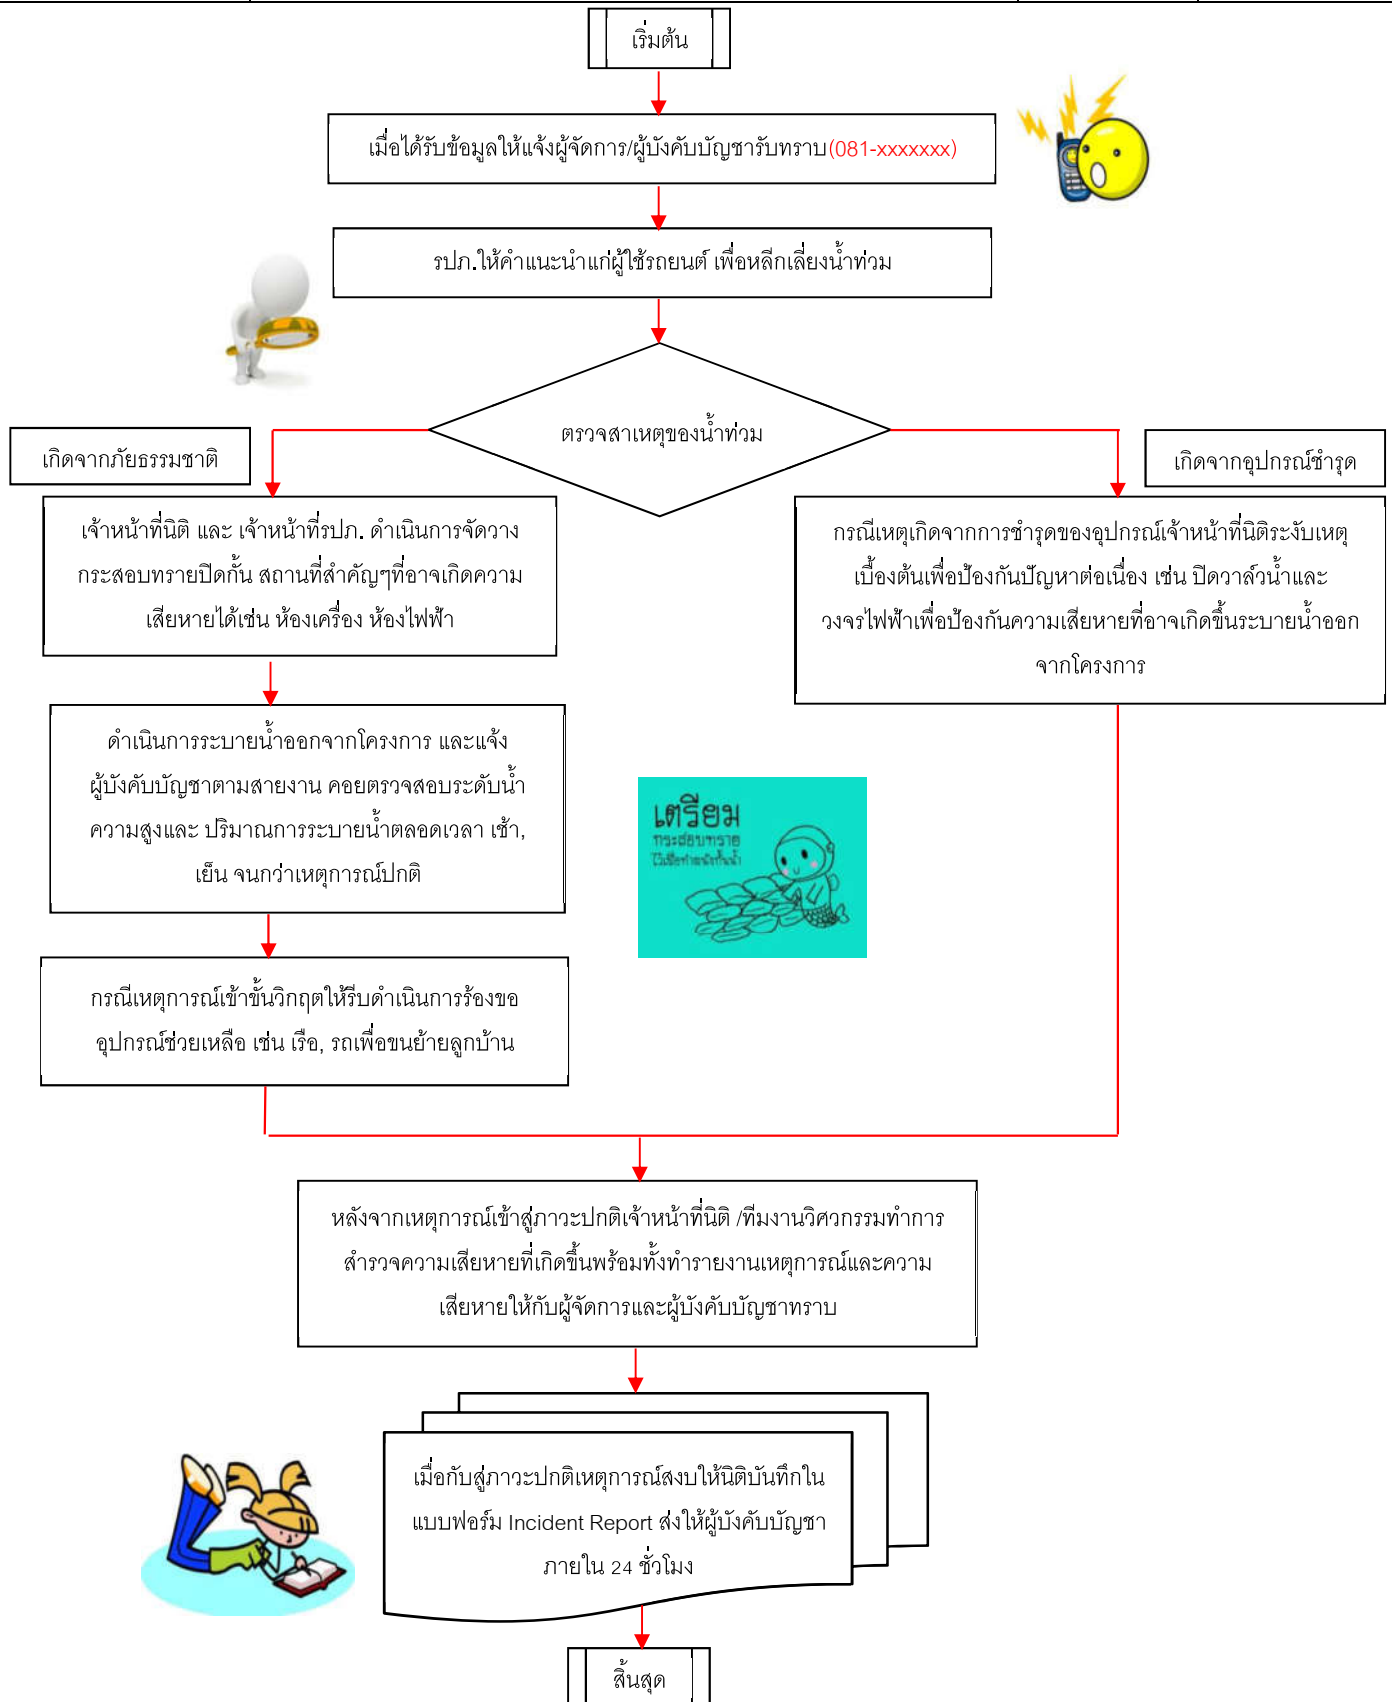 เริ่มต้น
เมื่อได้รับข้อมูลให้แจ้งผู้จัดการ/ผู้บังคับบัญชารับทราบ(081-xxxxxxx)
รปภ.ให้คำแนะนำแก่ผู้ใช้รถยนต์ เพื่อหลีกเลี่ยงน้ำท่วม
ตรวจสาเหตุของน้ำท่วม
เกิดจากภัยธรรมชาติ
เกิดจากอุปกรณ์ชำรุด
เจ้าหน้าที่นิติ และ เจ้าหน้าที่รปภ. ดำเนินการจัดวาง
กระสอบทรายปิดกั้น สถานที่สำคัญๆที่อาจเกิดความ
เสียหายได้เช่น ห้องเครื่อง ห้องไฟฟ้า
กรณีเหตุเกิดจากการชำรุดของอุปกรณ์เจ้าหน้าที่นิติระงับเหตุ
เบื้องต้นเพื่อป้องกันปัญหาต่อเนื่อง เช่น ปิดวาล์วน้ำและ
วงจรไฟฟ้าเพื่อป้องกันความเสียหายที่อาจเกิดขึ้นระบายน้ำออก
จากโครงการ
ดำเนินการระบายน้ำออกจากโครงการ และแจ้ง
ผู้บังคับบัญชาตามสายงาน คอยตรวจสอบระดับน้ำ
ความสูงและ ปริมาณการระบายน้ำตลอดเวลา เช้า,
เย็น จนกว่าเหตุการณ์ปกติ
เตรียม
กระสอบทราย
ไว้เพื่อทำผนังกั้นน้ำ
กรณีเหตุการณ์เข้าขั้นวิกฤตให้รีบดำเนินการร้องขอ
อุปกรณ์ช่วยเหลือ เช่น เรือ, รถเพื่อขนย้ายลูกบ้าน
หลังจากเหตุการณ์เข้าสู่ภาวะปกติเจ้าหน้าที่นิติ /ทีมงานวิศวกรรมทำการ
สำรวจความเสียหายที่เกิดขึ้นพร้อมทั้งทำรายงานเหตุการณ์และความ
เสียหายให้กับผู้จัดการและผู้บังคับบัญชาทราบ
เมื่อกับสู่ภาวะปกติเหตุการณ์สงบให้นิติบันทึกใน
แบบฟอร์ม Incident Report ส่งให้ผู้บังคับบัญชา
ภายใน 24 ชั่วโมง
สิ้นสุด